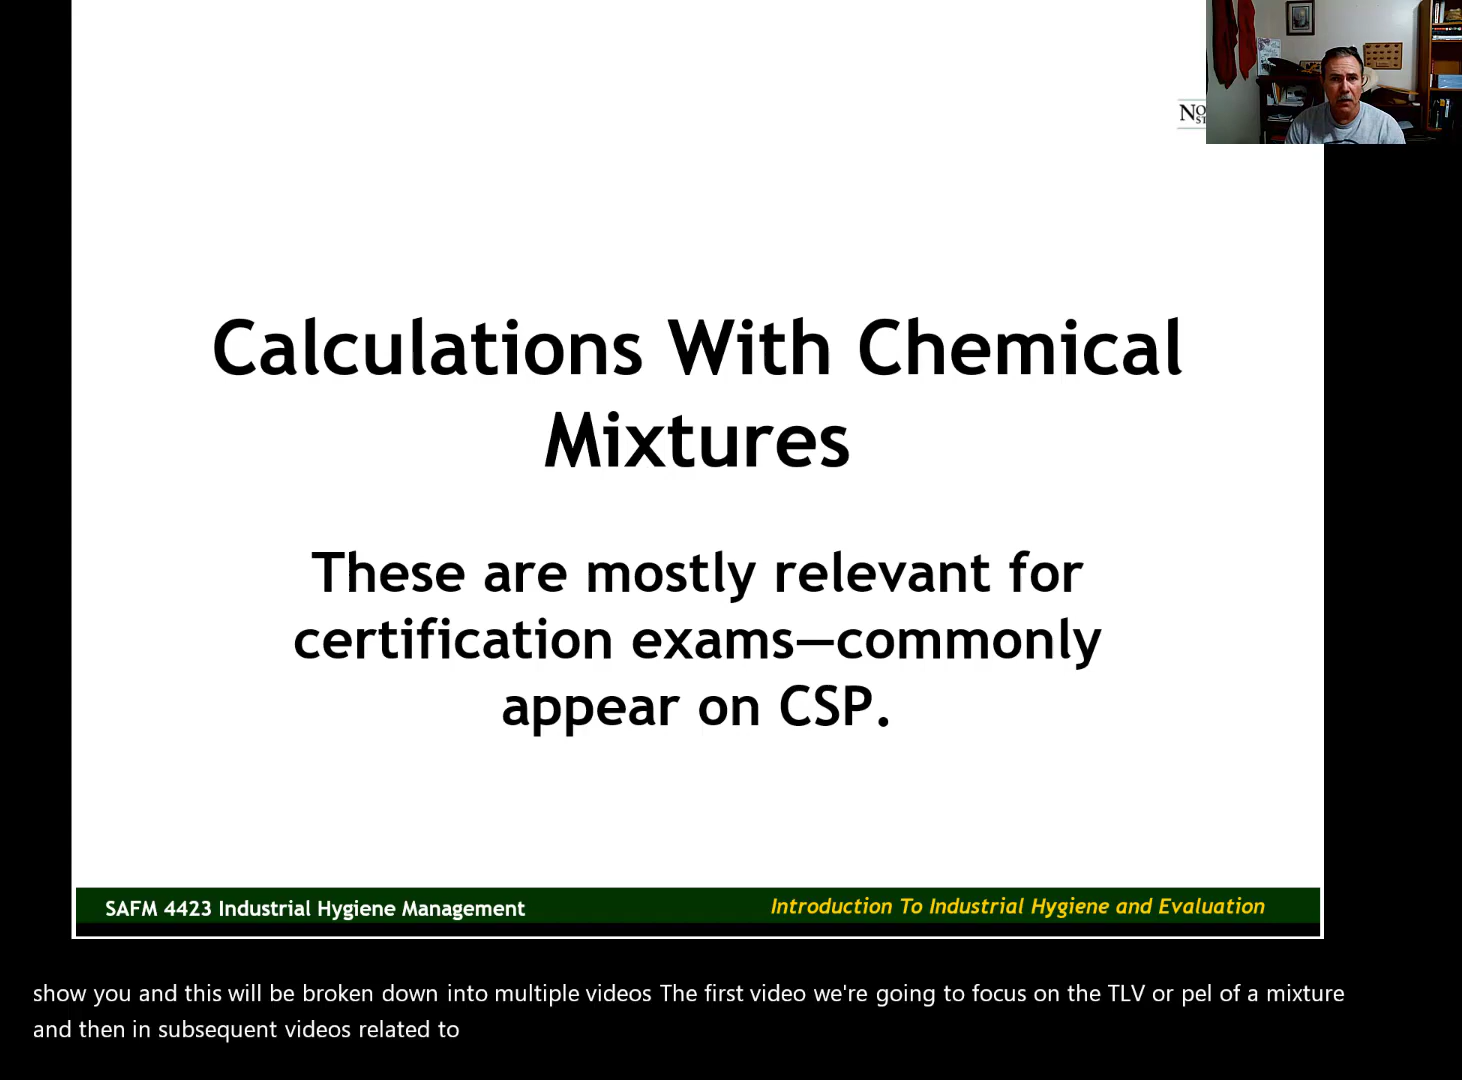 Calculations With Chemical
Mixtures
These are mostly relevant for
certification exams—commonly
appear on CSP.
SAFM 4423 Industrial Hygiene Management
Introduction To Industrial Hygiene and Evaluation
show you and this will be broken down into multiple videos The first video we're going to focus on the TLV or pel of a mixture
and then in subsequent videos related to